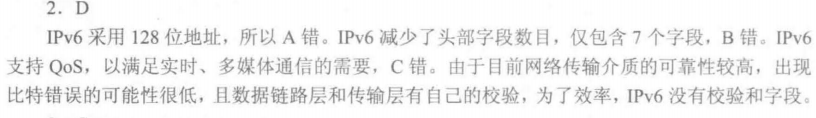 2. D
IPv6 采用 128 位地址，所以 A 错。IPv6 减少了头部字段数目，仅包含 7 个字段，B 错。IPv6
支持 QoS，以满足实时、多媒体通信的需要，C 错。由于目前网络传输介质的可靠性较高，出现
比特错误的可能性很低，且数据链路层和传输层有自己的校验，为了效率，IPv6 没有校验和字段。